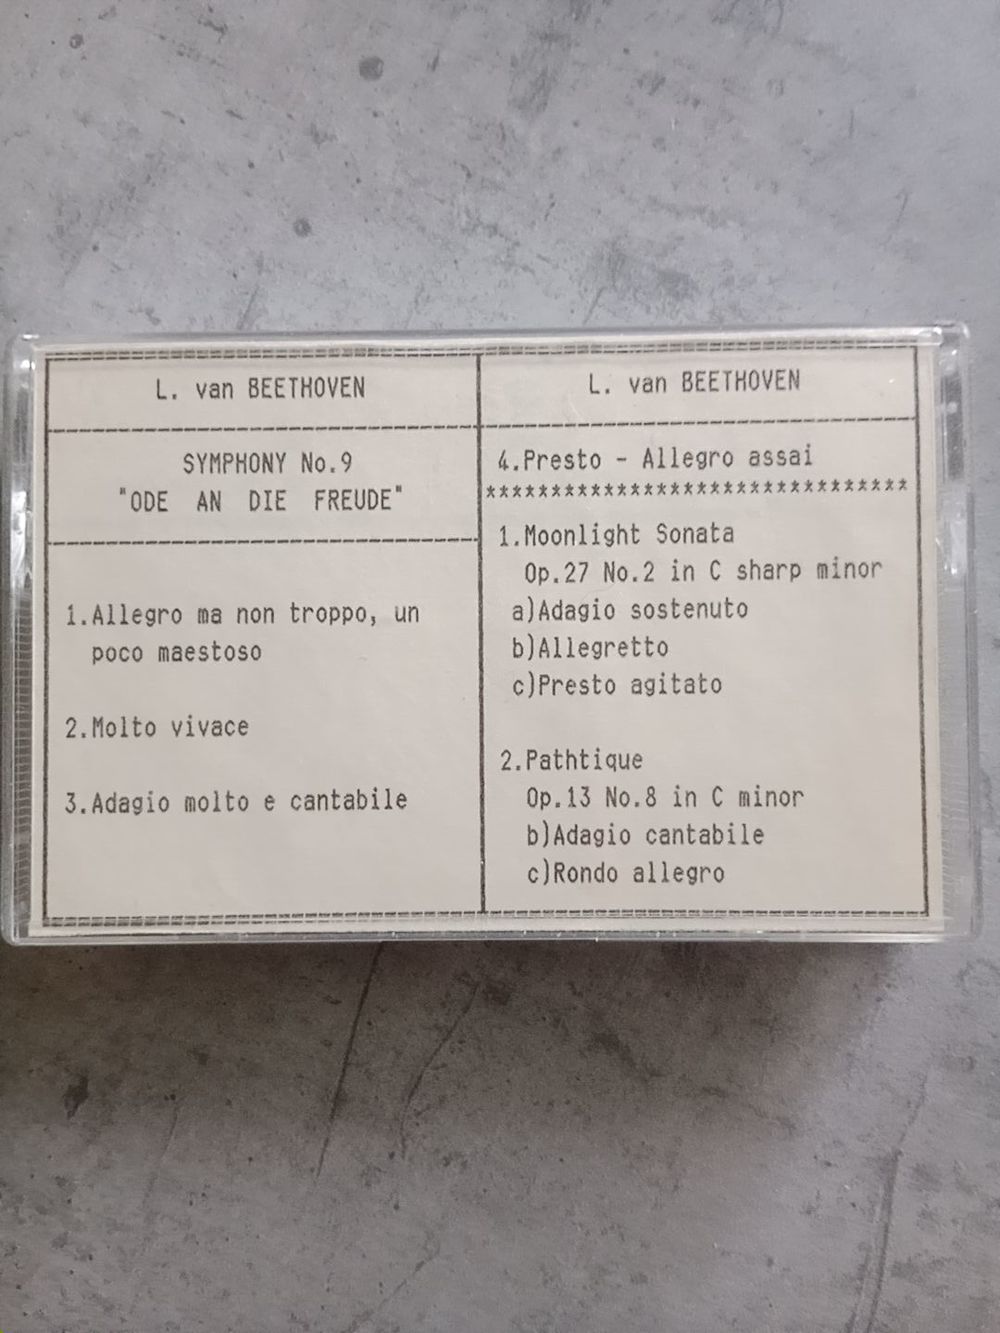 L. van BEETHOVEN
SYMPHONY No.9
"ODE AN DIE FREUDE"
1.Allegro ma non troppo, un
poco maestoso
2.Molto vivace
3.Adagio molto e cantabile
L. van BEETHOVEN
4.Presto - Allegro assai
********************************
1.Moonlight Sonata
Op.27 No.2 in C sharp minor
a)Adagio sostenuto
b)Allegretto
c)Presto agitato
2.Pathtique
Op.13 No.8 in C minor
b)Adagio cantabile
c)Rondo allegro